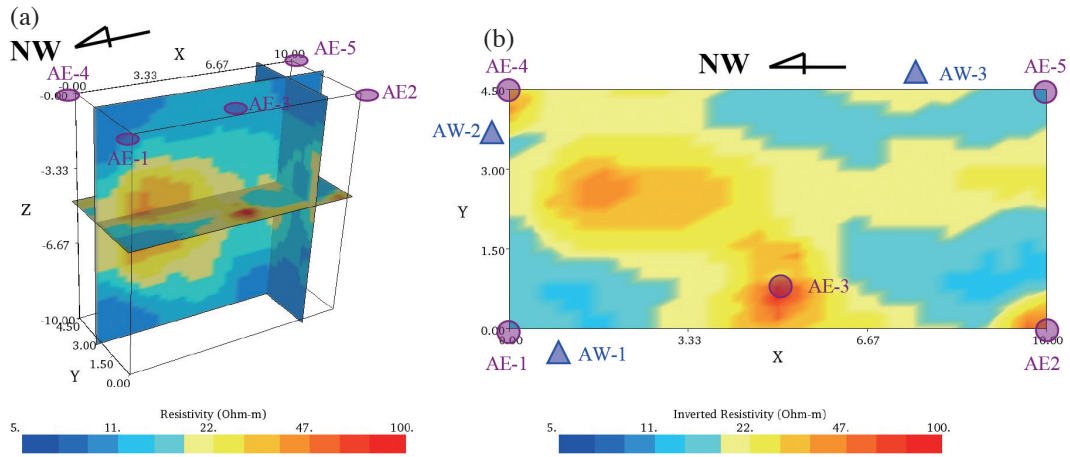 (a)
NW
X
10.00
AE-5
6.67
3.33
AE-4
-0.00
-0.00
AE2
AE-3
AE-1
-3.33
Z
-6.67
-10.00
4.50
3.00
1.50
Y
0.00
Resistivity (Ohm-m)
5. 11. 22. 47. 100.
(b)
NW
AW-3
AE-4
AE-5
4.50
AW-2
3.00
Y
1.50
AE-3
0.00
0.00 3.33 6.67 10.00
X
AE-1
AW-1
AE2
Inverted Resistivity (Ohm-m)
5. 11. 22. 47. 100.